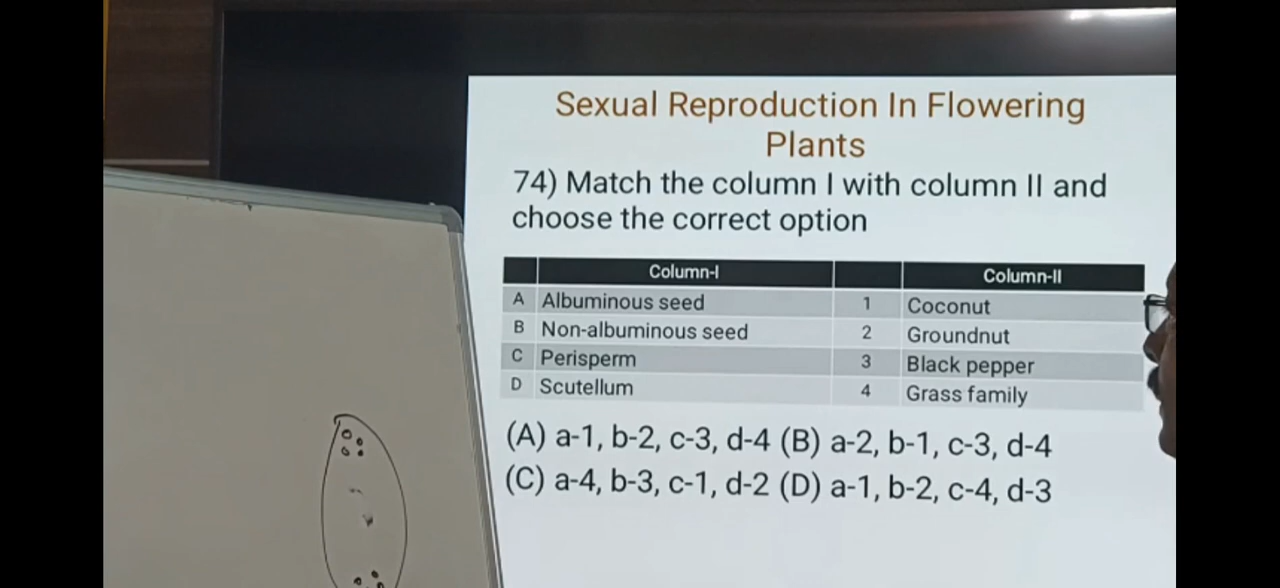 Sexual Reproduction In Flowering
Plants
74) Match the column I with column II and
choose the correct option
Column-I Column-II
A Albuminous seed 1 Coconut
B Non-albuminous seed 2 Groundnut
C Perisperm 3 Black pepper
D Scutellum 4 Grass family
(A) a-1, b-2, c-3, d-4 (B) a-2, b-1, c-3, d-4
(C) a-4, b-3, c-1, d-2 (D) a-1, b-2, c-4, d-3